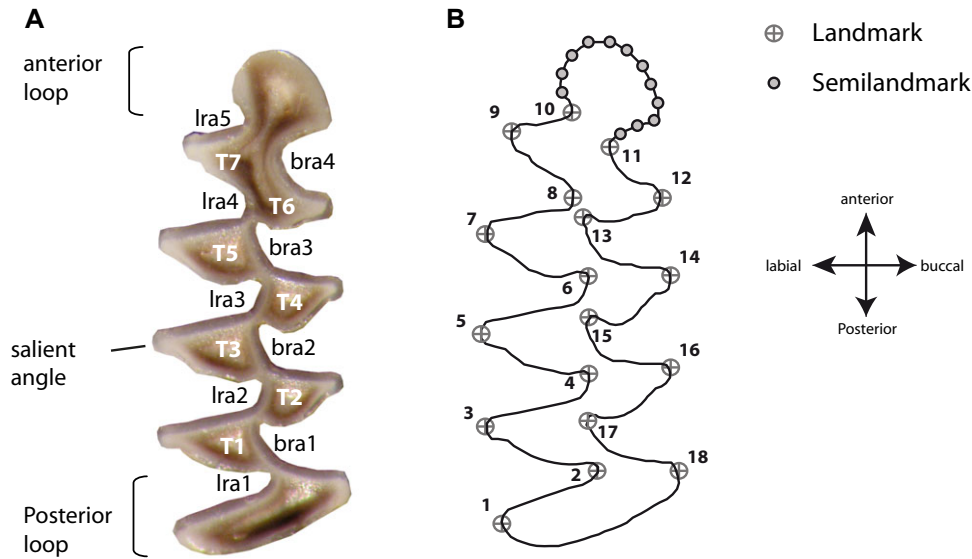 A
anterior
loop
lra5
T7
bra4
lra4
T6
T5
bra3
lra3
T4
salient
angle
T3
bra2
lra2
T2
T1
bra1
lra1
Posterior
loop
B
10
9
11
8
12
7
13
14
6
5
15
16
4
3
17
18
2
1
Landmark
Semilandmark
anterior
labial
buccal
Posterior